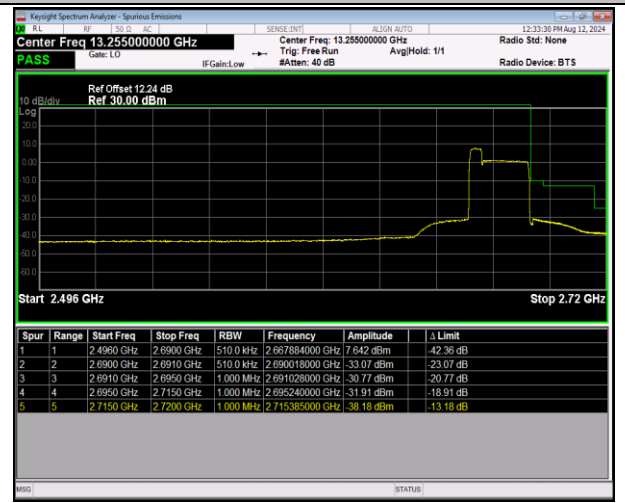 Keysight Spectrum Analyzer - Spurious Emissions
RL RF 50 Ω AC SENSE:INT ALIGN AUTO 12:33:30 PM Aug 12, 2024
Center Freq 13.255000000 GHz Center Freq: 13.255000000 GHz Radio Std: None
PASS Gate: LO IFGain:Low Trig: Free Run Avg|Hold: 1/1
#Atten: 40 dB Radio Device: BTS
Ref Offset 12.24 dB
10 dB/div Ref 30.00 dBm
Log
20.0
10.0
0.00
10.0
20.0
30.0
40.0
50.0
60.0
Start 2.496 GHz Stop 2.72 GHz
Spur Range Start Freq Stop Freq RBW Frequency Amplitude Δ Limit
1 1 2.4960 GHz 2.6900 GHz 510.0 kHz 2.667884000 GHz 7.642 dBm -42.36 dB
2 2 2.6900 GHz 2.6910 GHz 510.0 kHz 2.690018000 GHz -33.07 dBm -23.07 dB
3 3 2.6910 GHz 2.6950 GHz 1.000 MHz 2.691028000 GHz -30.77 dBm -20.77 dB
4 4 2.6950 GHz 2.7150 GHz 1.000 MHz 2.695240000 GHz -31.91 dBm -18.91 dB
5 5 2.7150 GHz 2.7200 GHz 1.000 MHz 2.715385000 GHz -38.18 dBm -13.18 dB
MSG STATUS